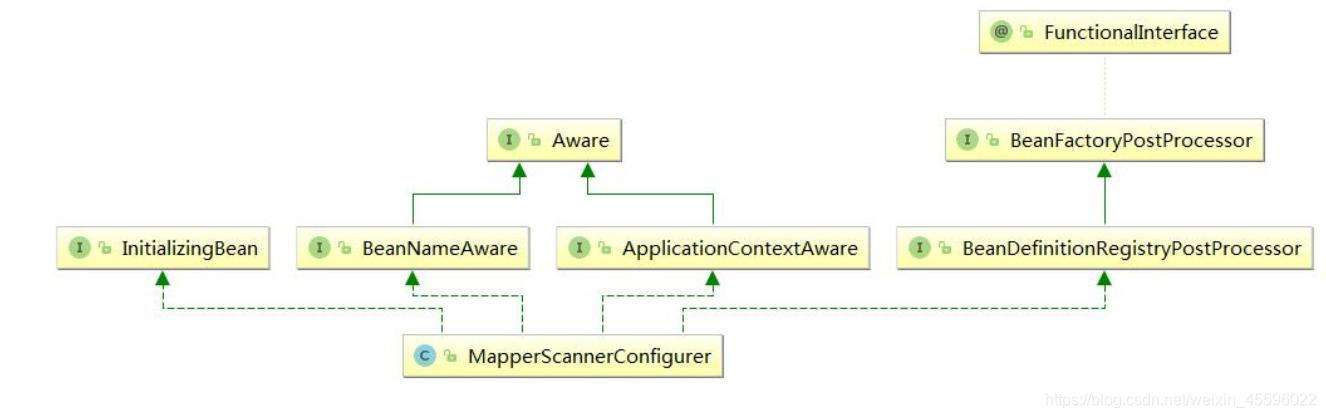 @ FunctionalInterface
I Aware
I BeanFactoryPostProcessor
I InitializingBean
I BeanNameAware
I ApplicationContextAware
I BeanDefinitionRegistryPostProcessor
C MapperScannerConfigurer
https://blog.csdn.net/weixin_45596022